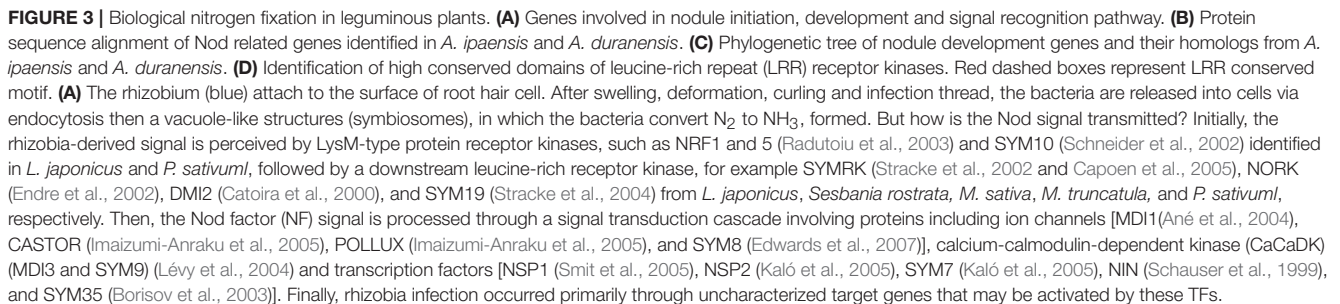 FIGURE 3 | Biological nitrogen fixation in leguminous plants. (A) Genes involved in nodule initiation, development and signal recognition pathway. (B) Protein
sequence alignment of Nod related genes identified in A. ipaensis and A. duranensis. (C) Phylogenetic tree of nodule development genes and their homologs from A.
ipaensis and A. duranensis. (D) Identification of high conserved domains of leucine-rich repeat (LRR) receptor kinases. Red dashed boxes represent LRR conserved
motif. (A) The rhizobium (blue) attach to the surface of root hair cell. After swelling, deformation, curling and infection thread, the bacteria are released into cells via
endocytosis then a vacuole-like structures (symbiosomes), in which the bacteria convert N₂ to NH₃, formed. But how is the Nod signal transmitted? Initially, the
rhizobia-derived signal is perceived by LysM-type protein receptor kinases, such as NRF1 and 5 (Radutoiu et al., 2003) and SYM10 (Schneider et al., 2002) identified
in L. japonicus and P. sativuml, followed by a downstream leucine-rich receptor kinase, for example SYMRK (Stracke et al., 2002 and Capoen et al., 2005), NORK
(Endre et al., 2002), DMI2 (Catoira et al., 2000), and SYM19 (Stracke et al., 2004) from L. japonicus, Sesbania rostrata, M. sativa, M. truncatula, and P. sativuml,
respectively. Then, the Nod factor (NF) signal is processed through a signal transduction cascade involving proteins including ion channels [MDI1(Ané et al., 2004),
CASTOR (Imaizumi-Anraku et al., 2005), POLLUX (Imaizumi-Anraku et al., 2005), and SYM8 (Edwards et al., 2007)], calcium-calmodulin-dependent kinase (CaCaDK)
(MDI3 and SYM9) (Lévy et al., 2004) and transcription factors [NSP1 (Smit et al., 2005), NSP2 (Kaló et al., 2005), SYM7 (Kaló et al., 2005), NIN (Schauser et al., 1999),
and SYM35 (Borisov et al., 2003)]. Finally, rhizobia infection occurred primarily through uncharacterized target genes that may be activated by these TFs.